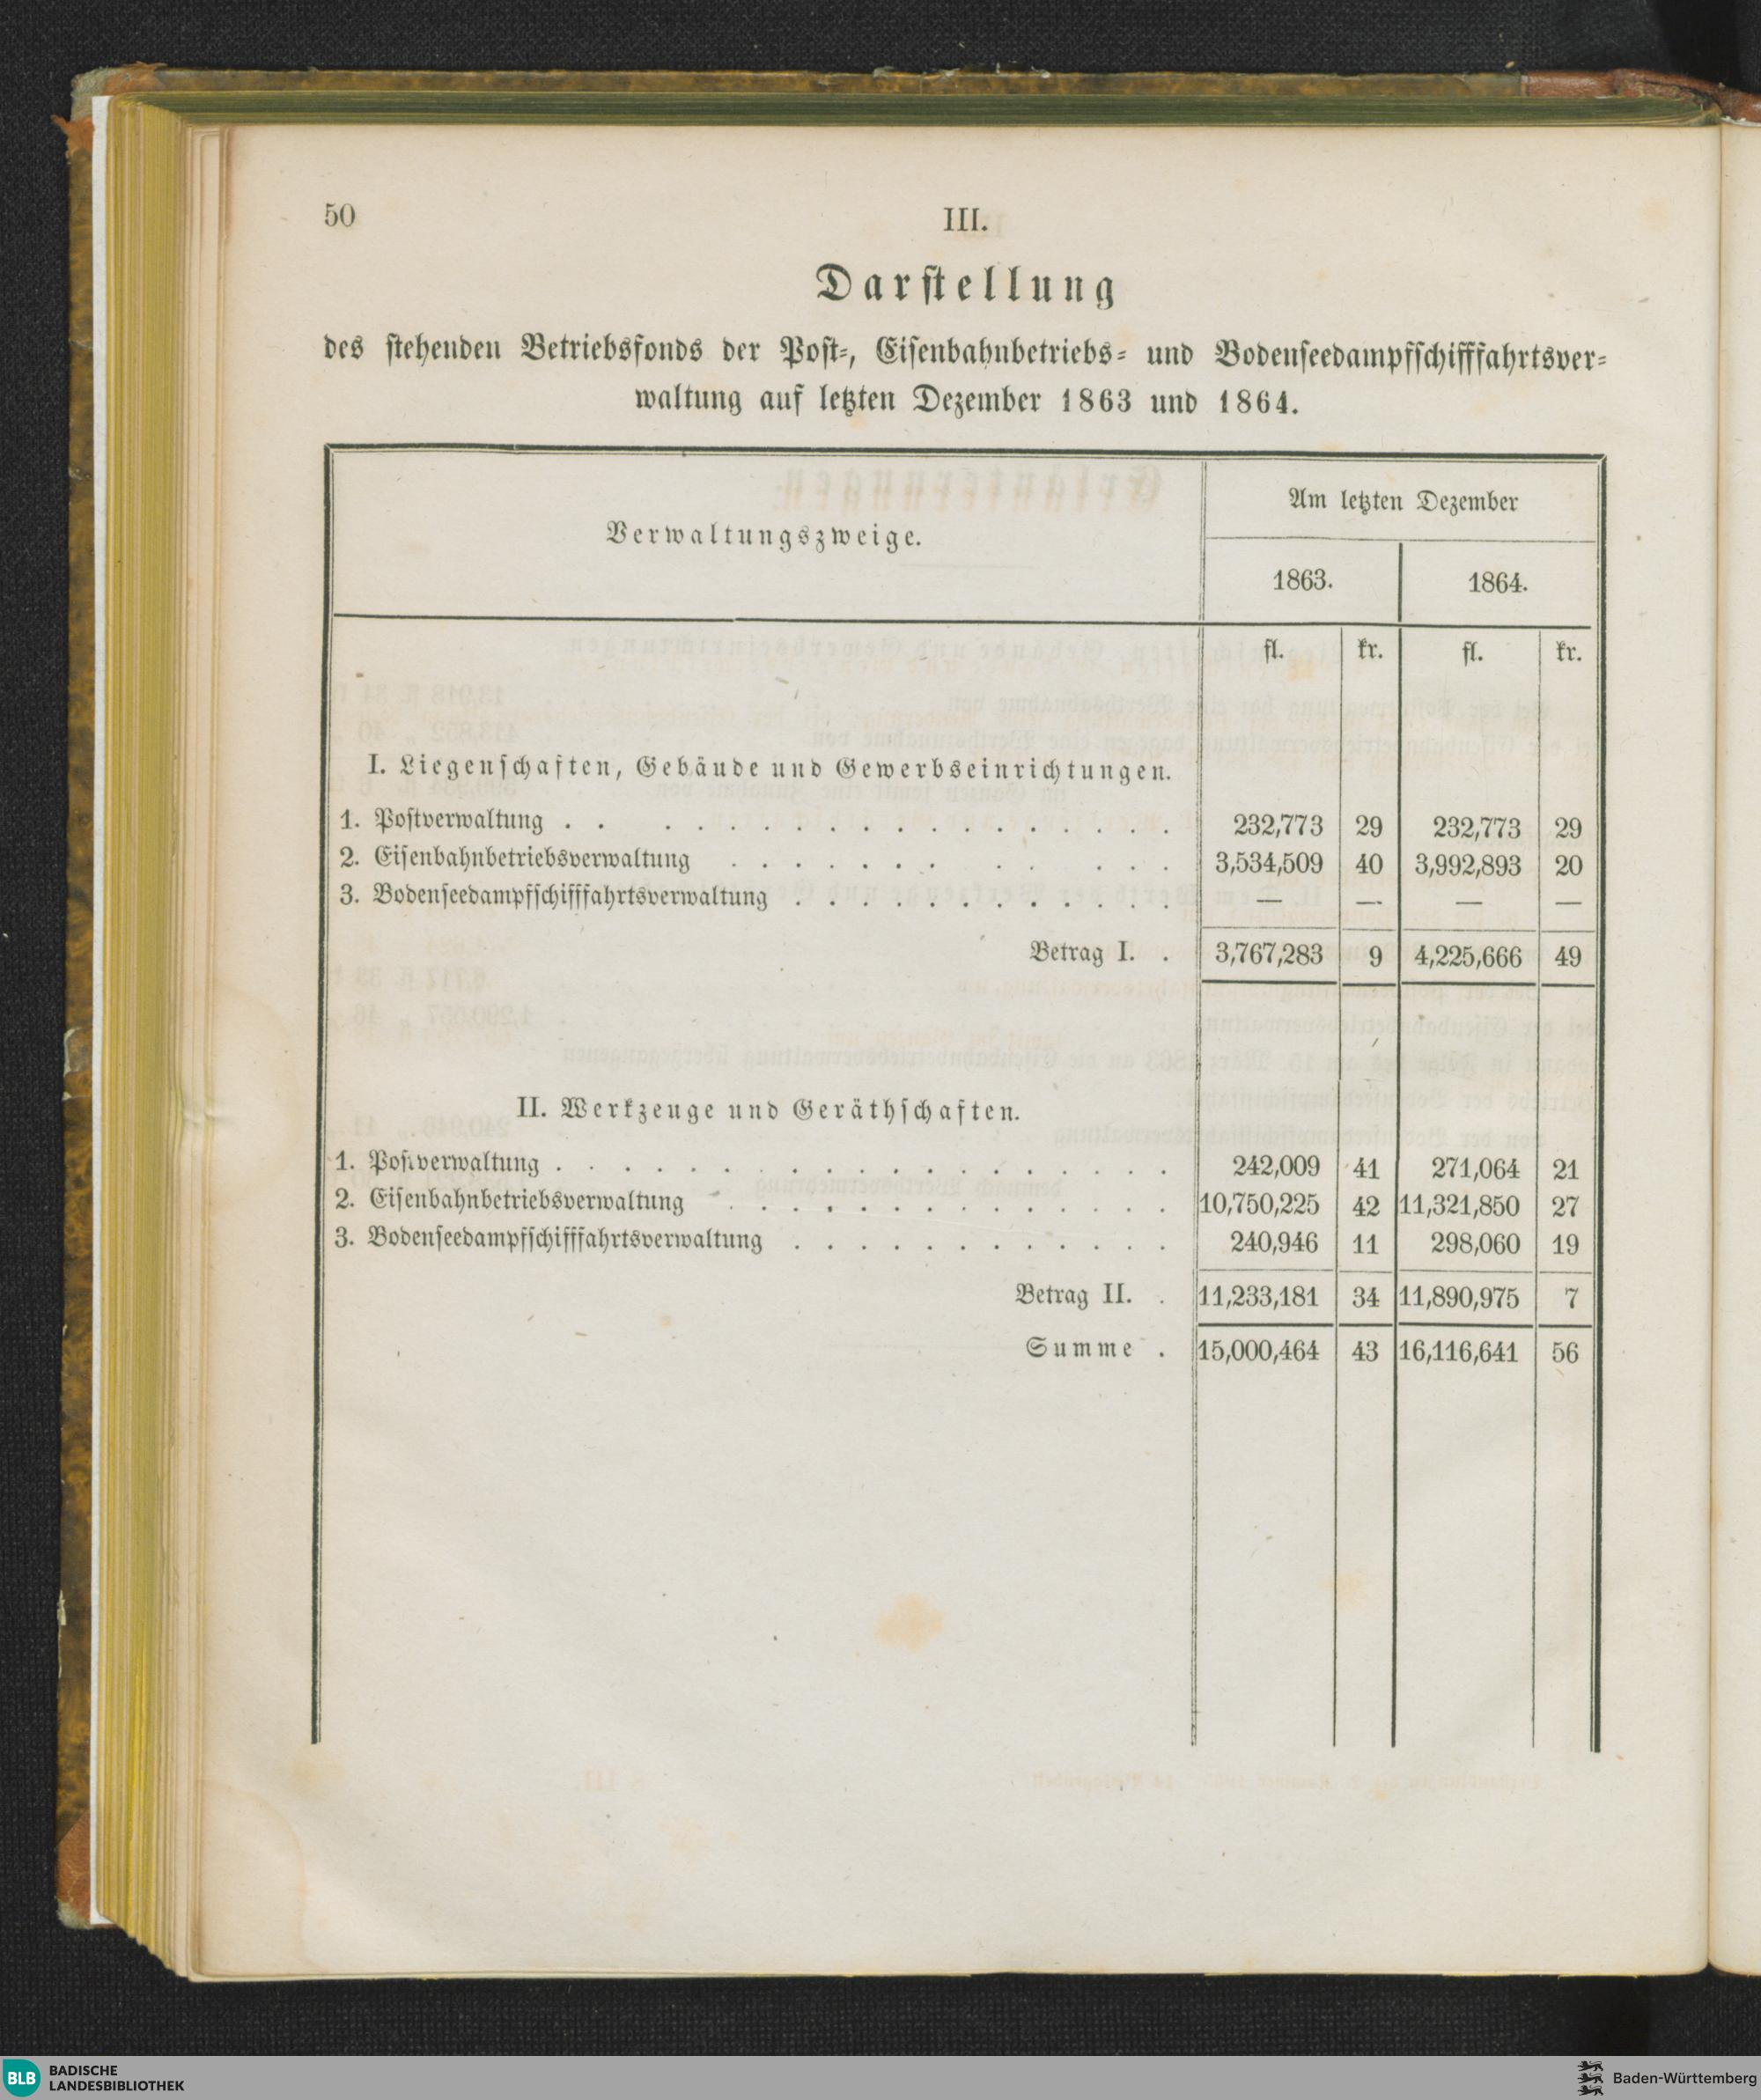 50
III.
Darstellung
des stehenden Betriebsfonds der Post-, Eisenbahnbetriebs- und Bodenseedampfschifffahrtsver-
waltung auf letzten Dezember 1863 und 1864.
Verwaltungszweige.
Am letzten Dezember
1863. 1864.
fl. kr. fl. kr.
I. Liegenschaften, Gebäude und Gewerbseinrichtungen.
1. Postverwaltung . . . . . . . . . . . . . . . . . . 232,773 29 232,773 29
2. Eisenbahnbetriebsverwaltung . . . . . . . . . . 3,534,509 40 3,992,893 20
3. Bodenseedampfschifffahrtsverwaltung . . . . . . . . . . . . — — — —
Betrag I. . 3,767,283 9 4,225,666 49
II. Werkzeuge und Geräthschaften.
1. Postverwaltung . . . . . . . . . . . . . . . . . . . 242,009 41 271,064 21
2. Eisenbahnbetriebsverwaltung . . . . . . . . . . . . . . 10,750,225 42 11,321,850 27
3. Bodenseedampfschifffahrtsverwaltung . . . . . . . . . . . . 240,946 11 298,060 19
Betrag II. . 11,233,181 34 11,890,975 7
Summe . 15,000,464 43 16,116,641 56
BLB BADISCHE
LANDESBIBLIOTHEK
Baden-Württemberg